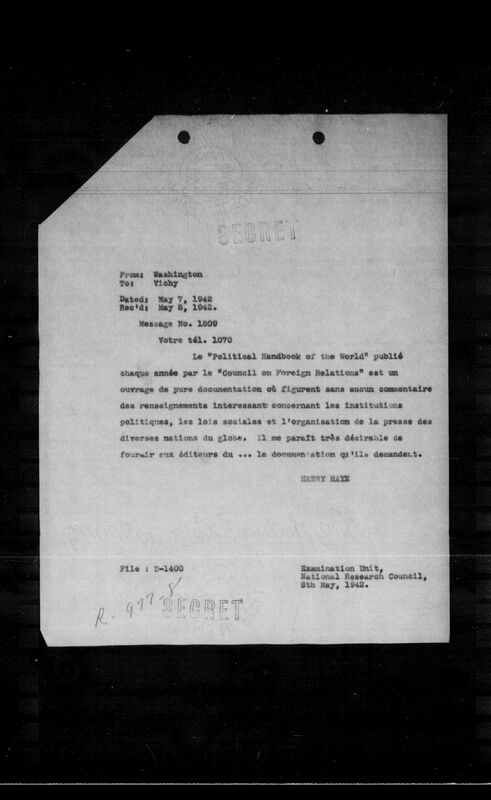 SECRET
From: Washington
To: Vichy
Dated: May 7, 1942
Rec'd: May 8, 1942.
Message No. 1809
Votre tél. 1070
Le "Political Handbook of the World" publié
chaque année par le "Council on Foreign Relations" est un
ouvrage de pure documentation où figurent sans aucun commentaire
des renseignements interessant concernant les institutions
politiques, les lois sociales et l'organisation de la presse des
diverses nations du globe. Il me paraît très désirable de
fournir aux éditeurs du ... la documentation qu'ils demandent.
HENRY HAYE
File : D-1400
Examination Unit,
National Research Council,
8th May, 1942.
R. 977 8
SECRET